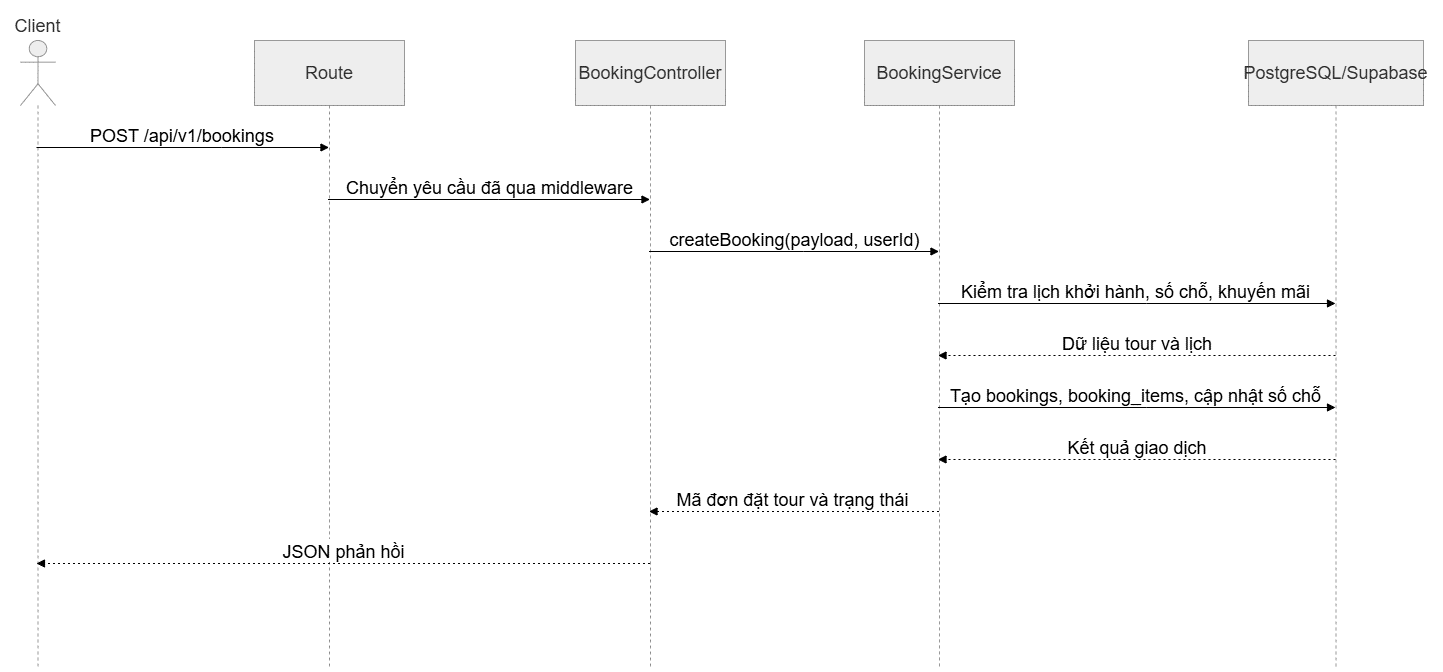 Client
Route
BookingController
BookingService
PostgreSQL/Supabase
POST /api/v1/bookings
Chuyển yêu cầu đã qua middleware
createBooking(payload, userId)
Kiểm tra lịch khởi hành, số chỗ, khuyến mãi
Dữ liệu tour và lịch
Tạo bookings, booking_items, cập nhật số chỗ
Kết quả giao dịch
Mã đơn đặt tour và trạng thái
JSON phản hồi